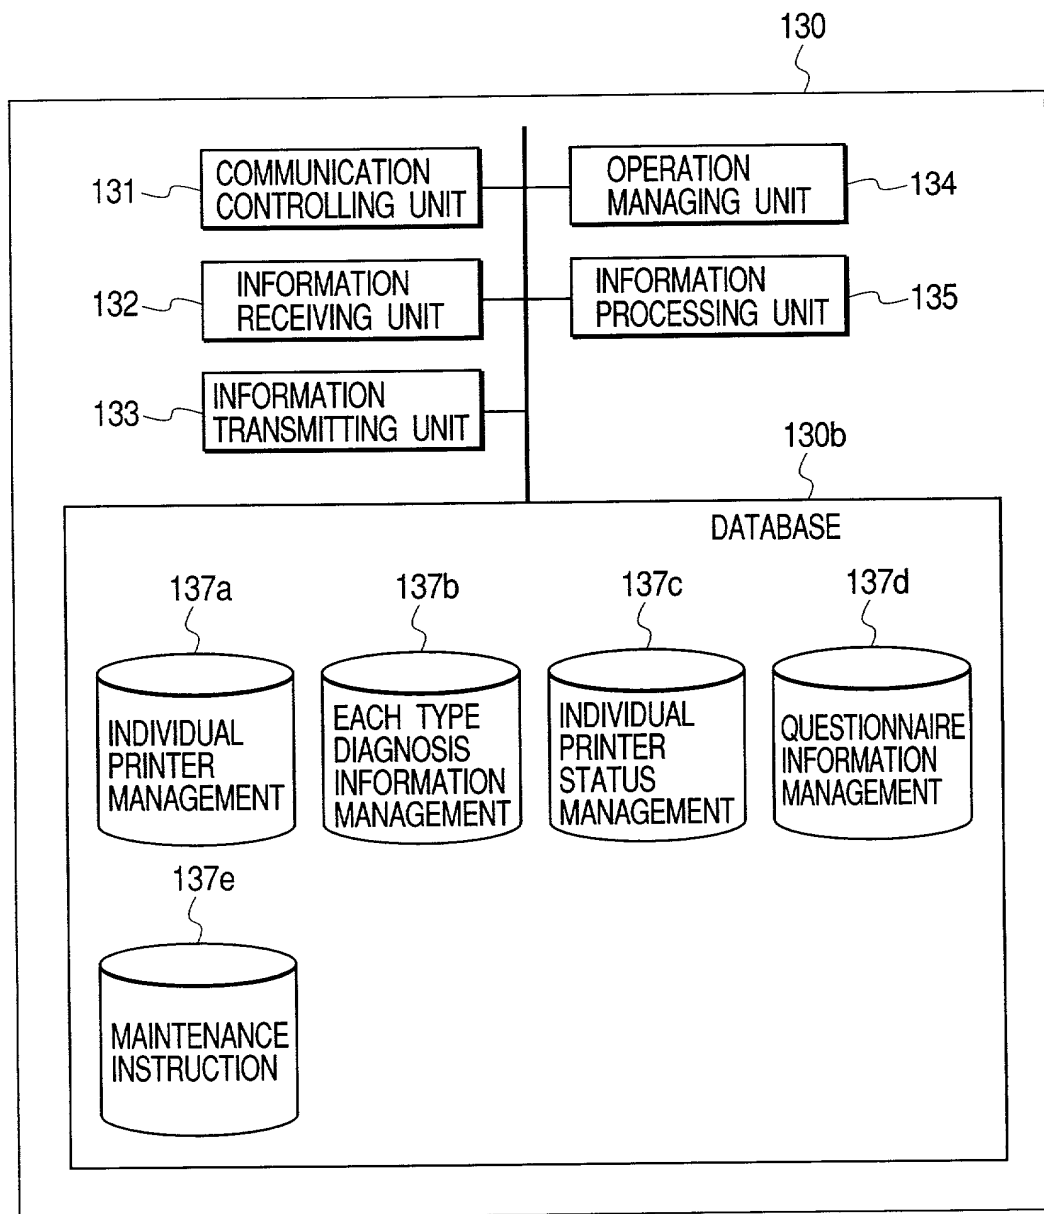 130
131
COMMUNICATION
CONTROLLING UNIT
OPERATION
MANAGING UNIT
134
132
INFORMATION
RECEIVING UNIT
INFORMATION
PROCESSING UNIT
135
133
INFORMATION
TRANSMITTING UNIT
130b
DATABASE
137a
137b
137c
137d
INDIVIDUAL
PRINTER
MANAGEMENT
EACH TYPE
DIAGNOSIS
INFORMATION
MANAGEMENT
INDIVIDUAL
PRINTER
STATUS
MANAGEMENT
QUESTIONNAIRE
INFORMATION
MANAGEMENT
137e
MAINTENANCE
INSTRUCTION